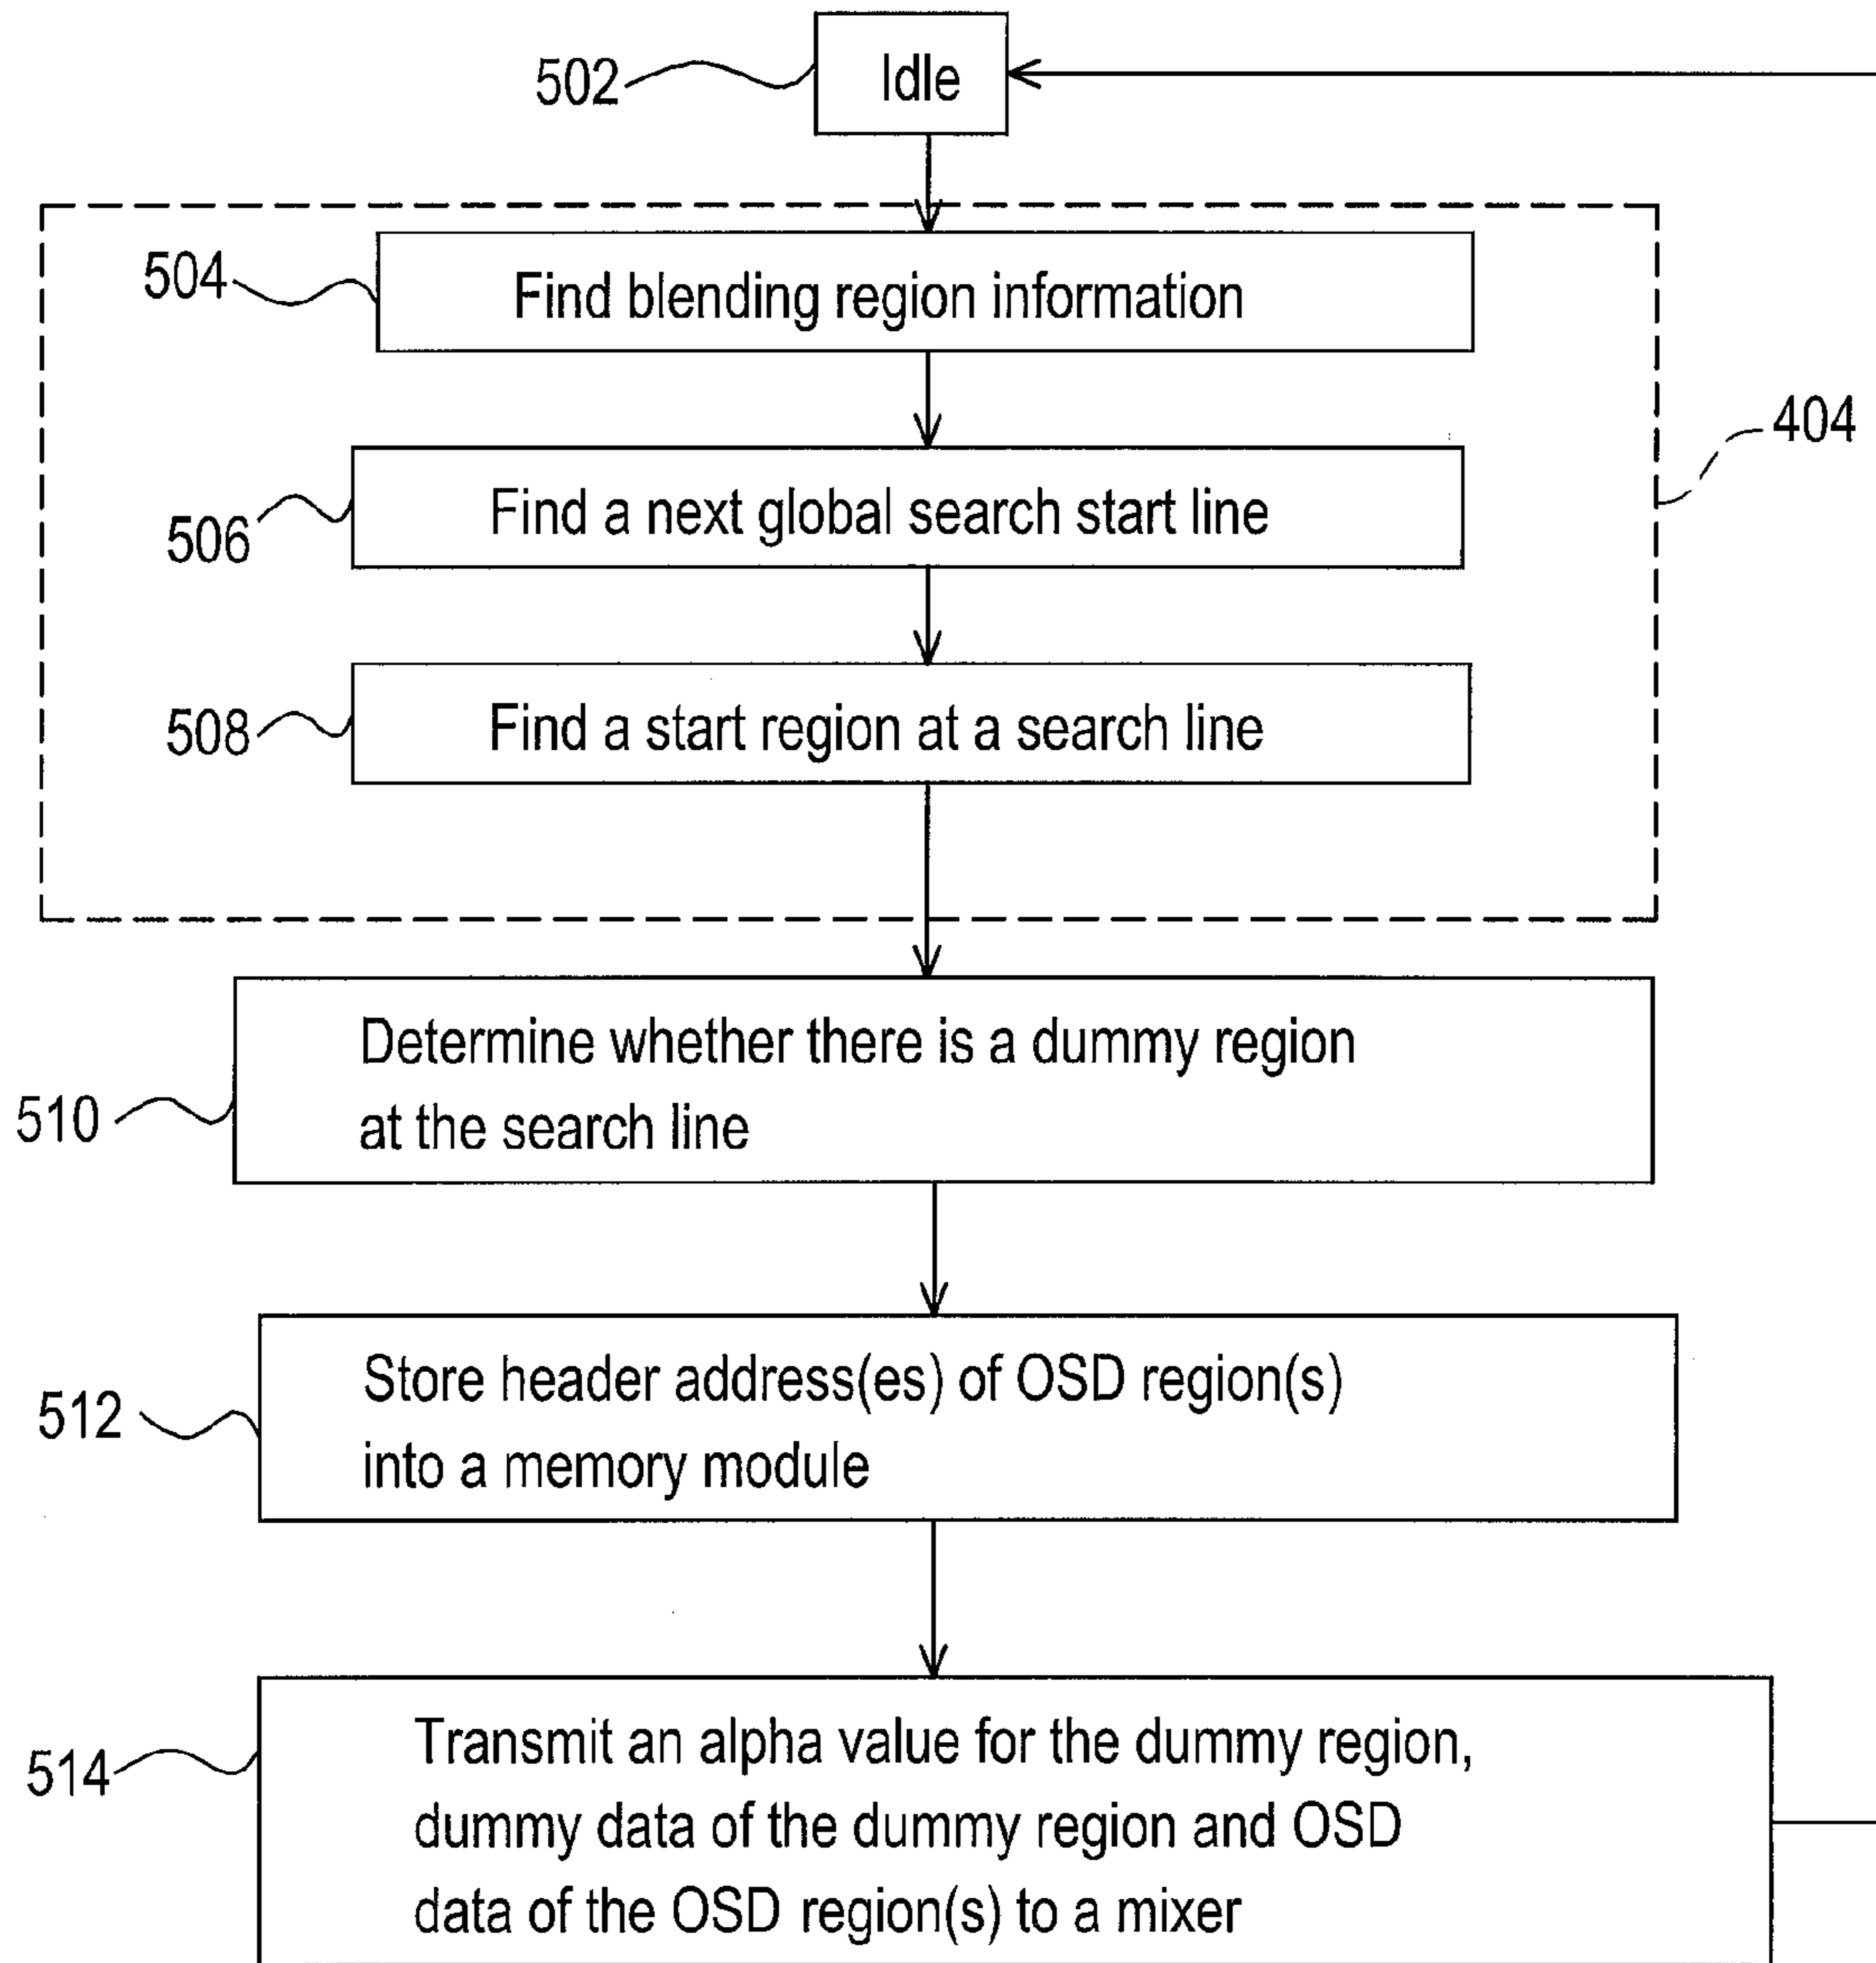 502
Idle
504
Find blending region information
404
506
Find a next global search start line
508
Find a start region at a search line
510
Determine whether there is a dummy region
at the search line
512
Store header address(es) of OSD region(s)
into a memory module
514
Transmit an alpha value for the dummy region,
dummy data of the dummy region and OSD
data of the OSD region(s) to a mixer